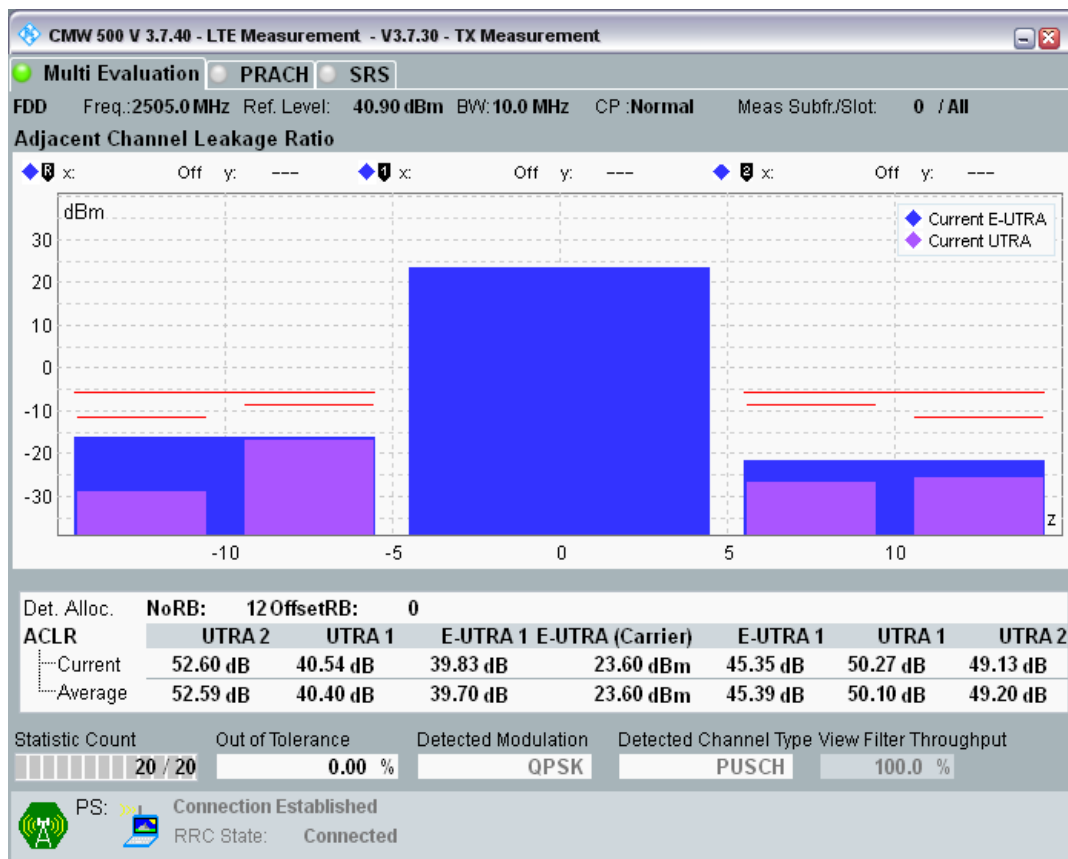 CMW 500 V 3.7.40 - LTE Measurement - V3.7.30 - TX Measurement
Multi Evaluation PRACH SRS
FDD Freq.:2505.0 MHz Ref. Level: 40.90 dBm BW: 10.0 MHz CP :Normal Meas Subfr./Slot: 0 / All
Adjacent Channel Leakage Ratio
R x: Off y: --- 1 x: Off y: --- 2 x: Off y: ---
dBm
Current E-UTRA
Current UTRA
30
20
10
0
-10
-20
-30
z
-10 -5 0 5 10
Det. Alloc. NoRB: 12 OffsetRB: 0
ACLR UTRA 2 UTRA 1 E-UTRA 1 E-UTRA (Carrier) E-UTRA 1 UTRA 1 UTRA 2
Current 52.60 dB 40.54 dB 39.83 dB 23.60 dBm 45.35 dB 50.27 dB 49.13 dB
Average 52.59 dB 40.40 dB 39.70 dB 23.60 dBm 45.39 dB 50.10 dB 49.20 dB
Statistic Count Out of Tolerance Detected Modulation Detected Channel Type View Filter Throughput
20 / 20 0.00 % QPSK PUSCH 100.0 %
PS: Connection Established
RRC State: Connected